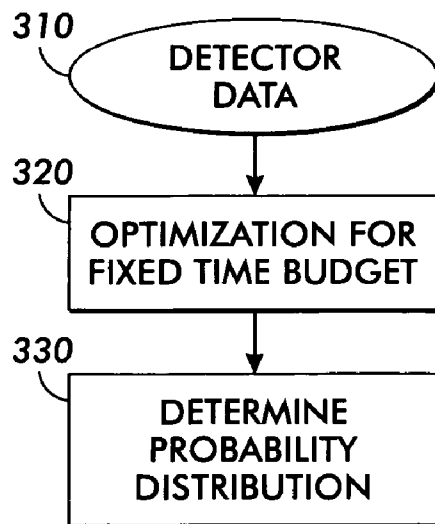 310
DETECTOR
DATA
320
OPTIMIZATION FOR
FIXED TIME BUDGET
330
DETERMINE
PROBABILITY
DISTRIBUTION